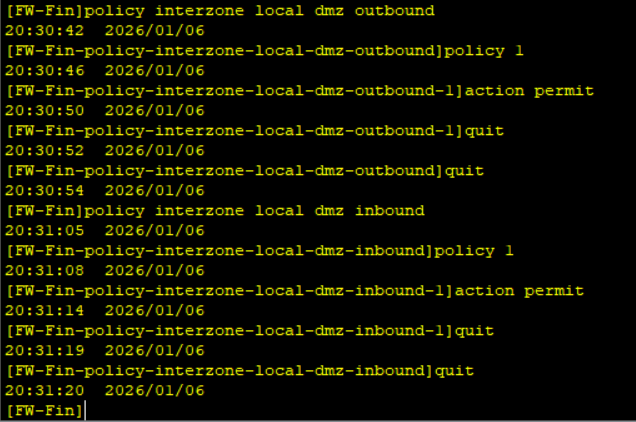 [FW-Fin]policy interzone local dmz outbound
20:30:42  2026/01/06
[FW-Fin-policy-interzone-local-dmz-outbound]policy 1
20:30:46  2026/01/06
[FW-Fin-policy-interzone-local-dmz-outbound-1]action permit
20:30:50  2026/01/06
[FW-Fin-policy-interzone-local-dmz-outbound-1]quit
20:30:52  2026/01/06
[FW-Fin-policy-interzone-local-dmz-outbound]quit
20:30:54  2026/01/06
[FW-Fin]policy interzone local dmz inbound
20:31:05  2026/01/06
[FW-Fin-policy-interzone-local-dmz-inbound]policy 1
20:31:08  2026/01/06
[FW-Fin-policy-interzone-local-dmz-inbound-1]action permit
20:31:14  2026/01/06
[FW-Fin-policy-interzone-local-dmz-inbound-1]quit
20:31:19  2026/01/06
[FW-Fin-policy-interzone-local-dmz-inbound]quit
20:31:20  2026/01/06
[FW-Fin]